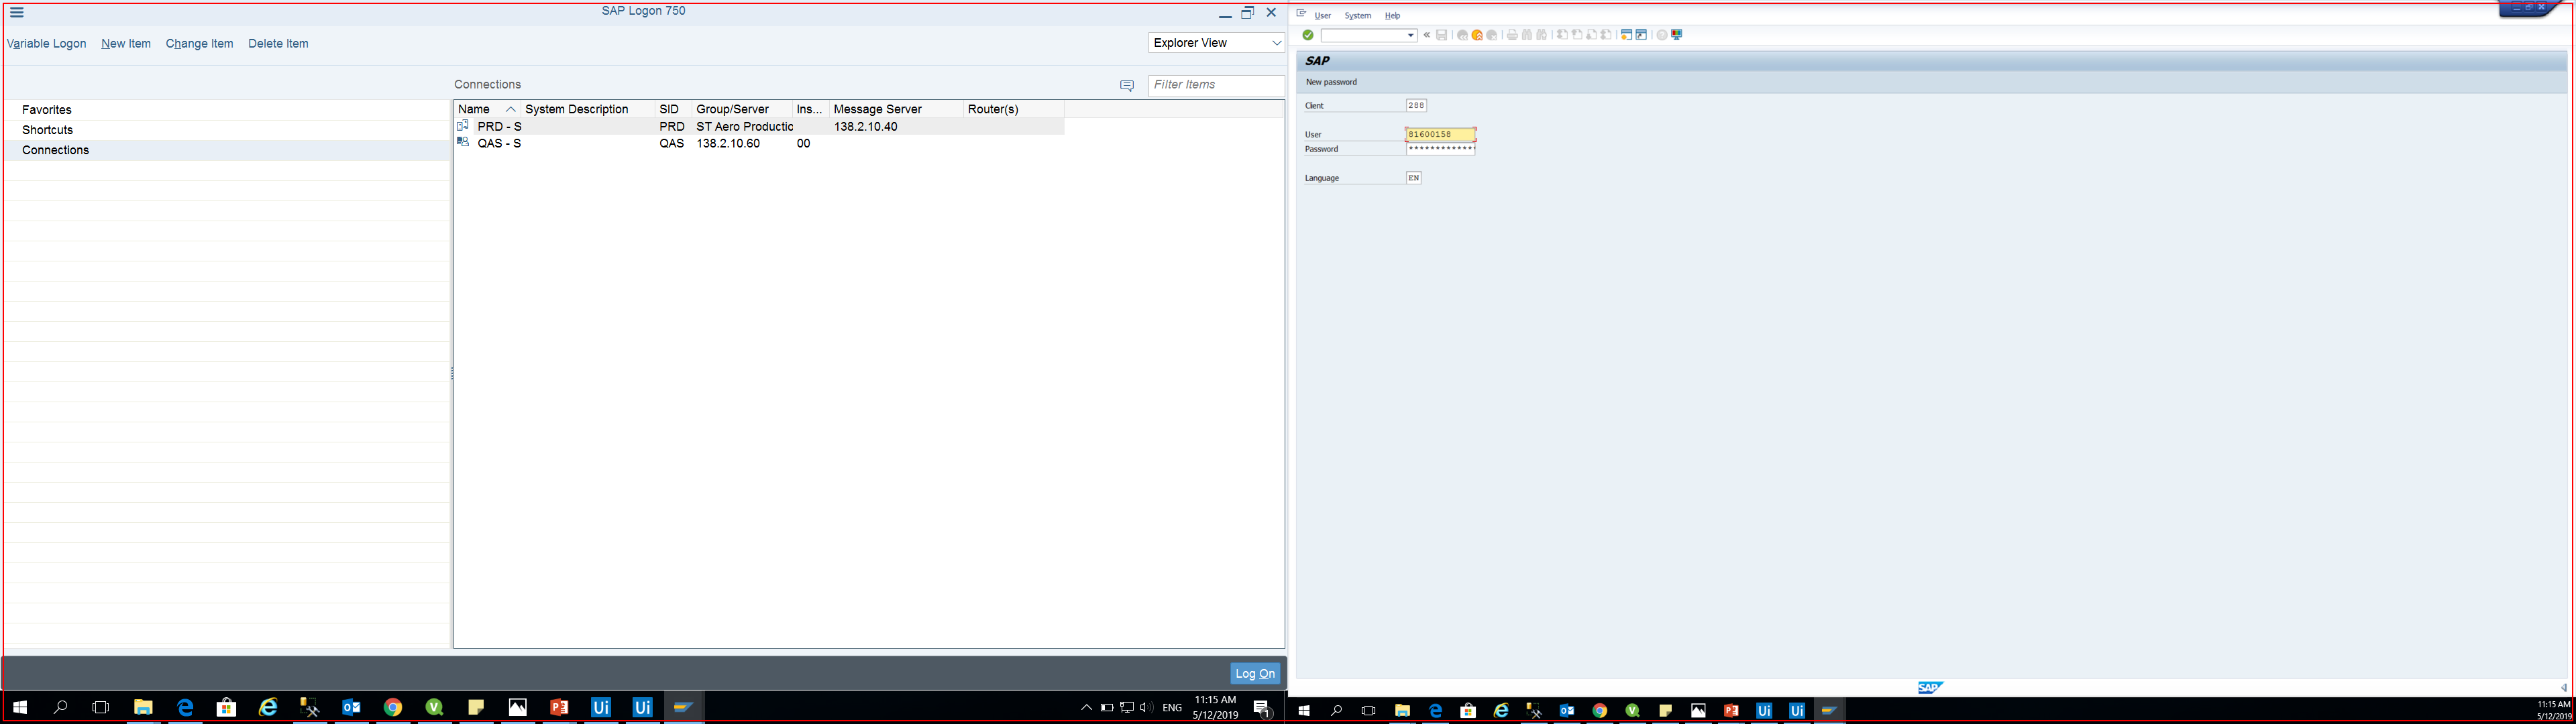 SAP Logon 750
Variable Logon New Item Change Item Delete Item
Explorer View
Connections
Filter Items
Favorites
Shortcuts
Connections
Name System Description SID Group/Server Ins... Message Server Router(s)
PRD - S PRD ST Aero Productic 138.2.10.40
QAS - S QAS 138.2.10.60 00
Log On
ENG
11:15 AM
5/12/2019
1
User System Help
SAP
New password
Client 288
User 81600158
Password *************
Language EN
SAP
11:15 AM
5/12/2019